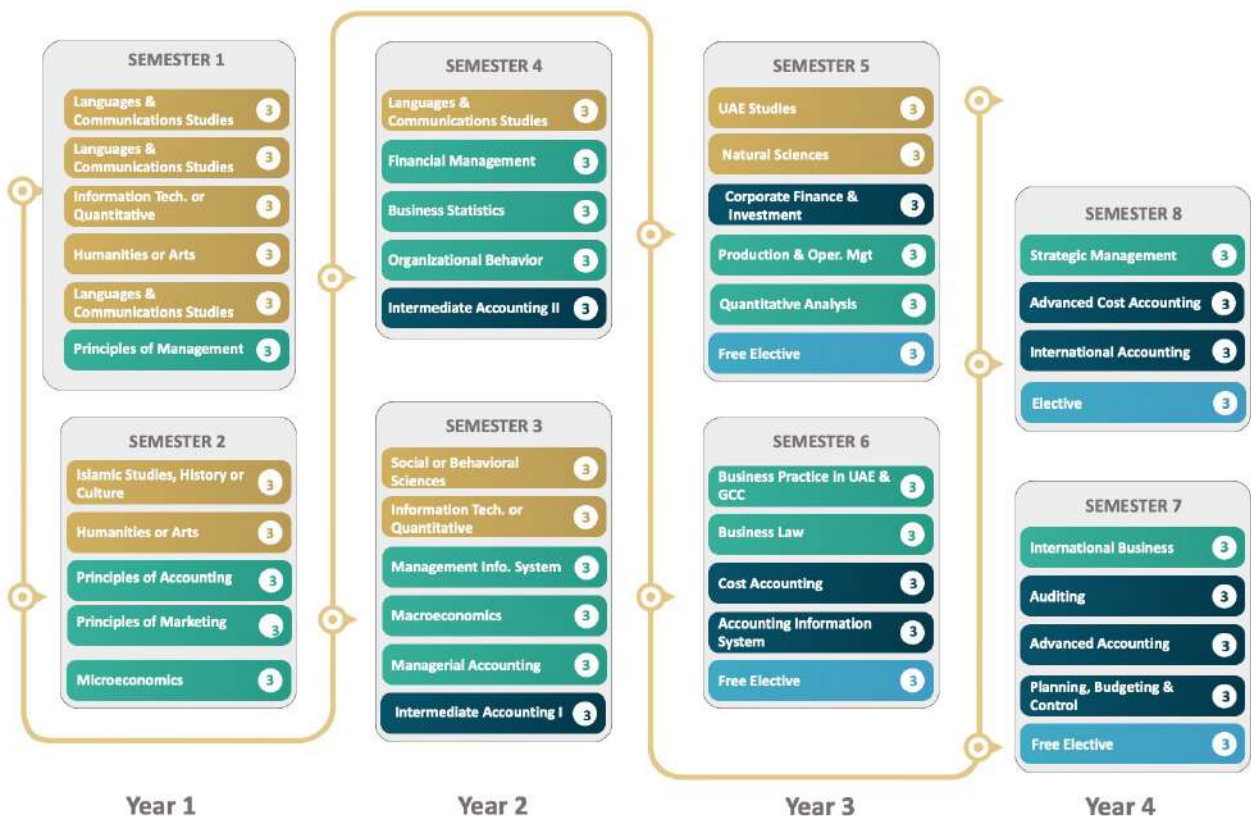 SEMESTER 1
Languages &
Communications Studies 3
Languages &
Communications Studies 3
Information Tech. or
Quantitative 3
Humanities or Arts 3
Languages &
Communications Studies 3
Principles of Management 3
SEMESTER 2
Islamic Studies, History or
Culture 3
Humanities or Arts 3
Principles of Accounting 3
Principles of Marketing 3
Microeconomics 3
Year 1
SEMESTER 4
Languages &
Communications Studies 3
Financial Management 3
Business Statistics 3
Organizational Behavior 3
Intermediate Accounting II 3
SEMESTER 3
Social or Behavioral
Sciences 3
Information Tech. or
Quantitative 3
Management Info. System 3
Macroeconomics 3
Managerial Accounting 3
Intermediate Accounting I 3
Year 2
SEMESTER 5
UAE Studies 3
Natural Sciences 3
Corporate Finance &
Investment 3
Production & Oper. Mgt 3
Quantitative Analysis 3
Free Elective 3
SEMESTER 6
Business Practice in UAE &
GCC 3
Business Law 3
Cost Accounting 3
Accounting Information
System 3
Free Elective 3
Year 3
SEMESTER 8
Strategic Management 3
Advanced Cost Accounting 3
International Accounting 3
Elective 3
SEMESTER 7
International Business 3
Auditing 3
Advanced Accounting 3
Planning, Budgeting &
Control 3
Free Elective 3
Year 4